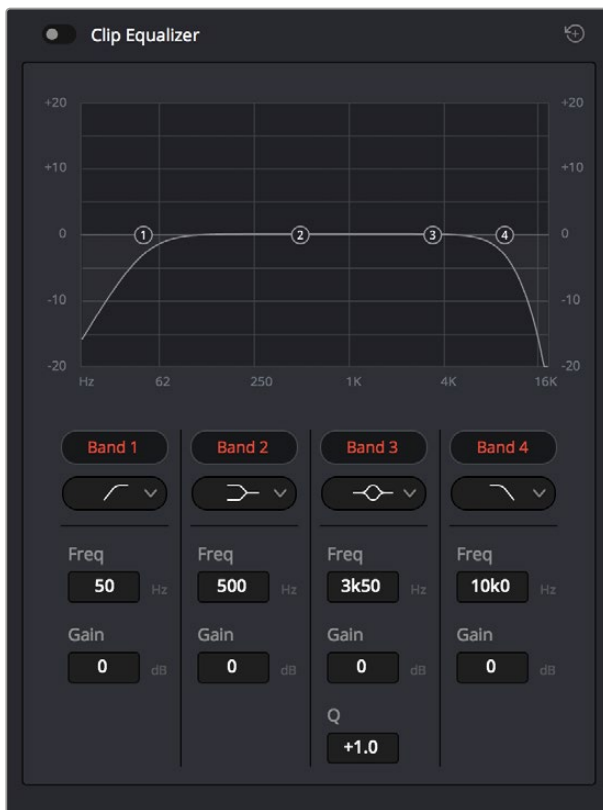 Clip Equalizer
+20 +20
+10 +10
0 1 2 3 4 0
-10 -10
-20 -20
Hz 62 250 1K 4K 16K
Band 1 Band 2 Band 3 Band 4
Freq Freq Freq Freq
50 Hz 500 Hz 3k50 Hz 10k0 Hz
Gain Gain Gain Gain
0 dB 0 dB 0 dB 0 dB
Q
+1.0